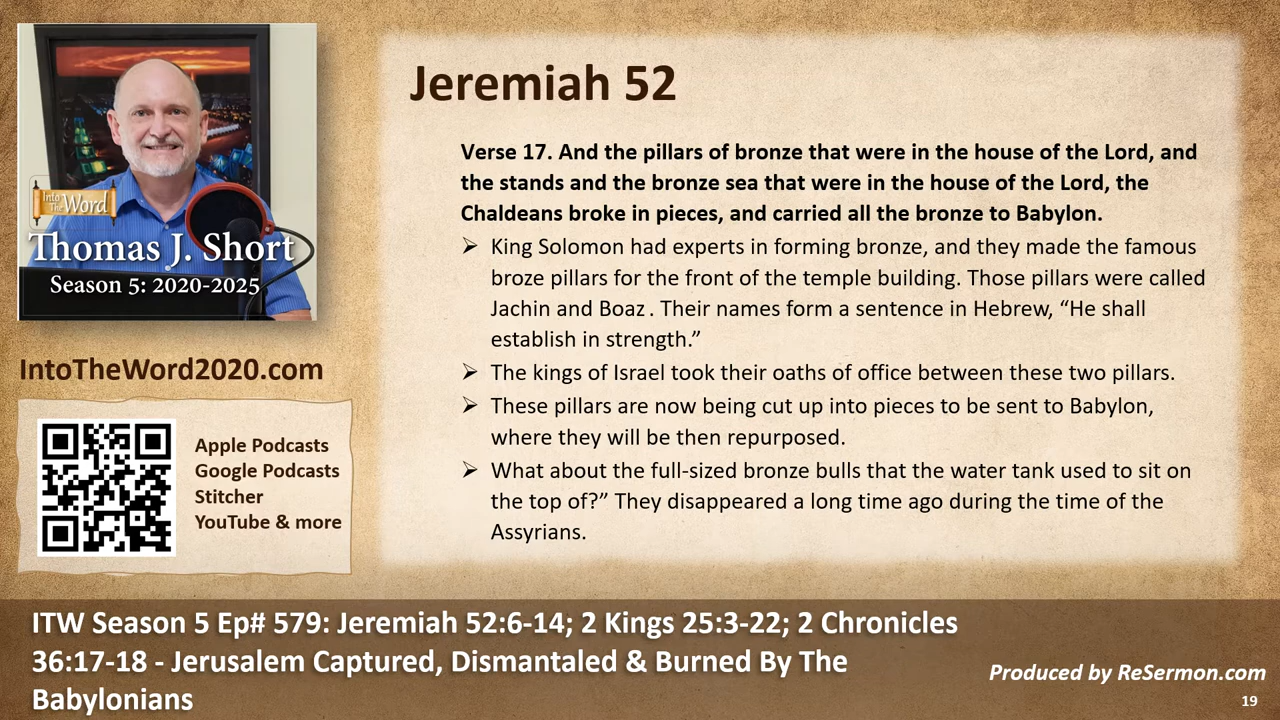 Into
The Word
Thomas J. Short
Season 5: 2020-2025
IntoTheWord2020.com
Apple Podcasts
Google Podcasts
Stitcher
YouTube & more
Jeremiah 52
Verse 17. And the pillars of bronze that were in the house of the Lord, and
the stands and the bronze sea that were in the house of the Lord, the
Chaldeans broke in pieces, and carried all the bronze to Babylon.
➢ King Solomon had experts in forming bronze, and they made the famous
broze pillars for the front of the temple building. Those pillars were called
Jachin and Boaz . Their names form a sentence in Hebrew, “He shall
establish in strength.”
➢ The kings of Israel took their oaths of office between these two pillars.
➢ These pillars are now being cut up into pieces to be sent to Babylon,
where they will be then repurposed.
➢ What about the full-sized bronze bulls that the water tank used to sit on
the top of?” They disappeared a long time ago during the time of the
Assyrians.
ITW Season 5 Ep# 579: Jeremiah 52:6-14; 2 Kings 25:3-22; 2 Chronicles
36:17-18 - Jerusalem Captured, Dismantaled & Burned By The
Babylonians
Produced by ReSermon.com
19